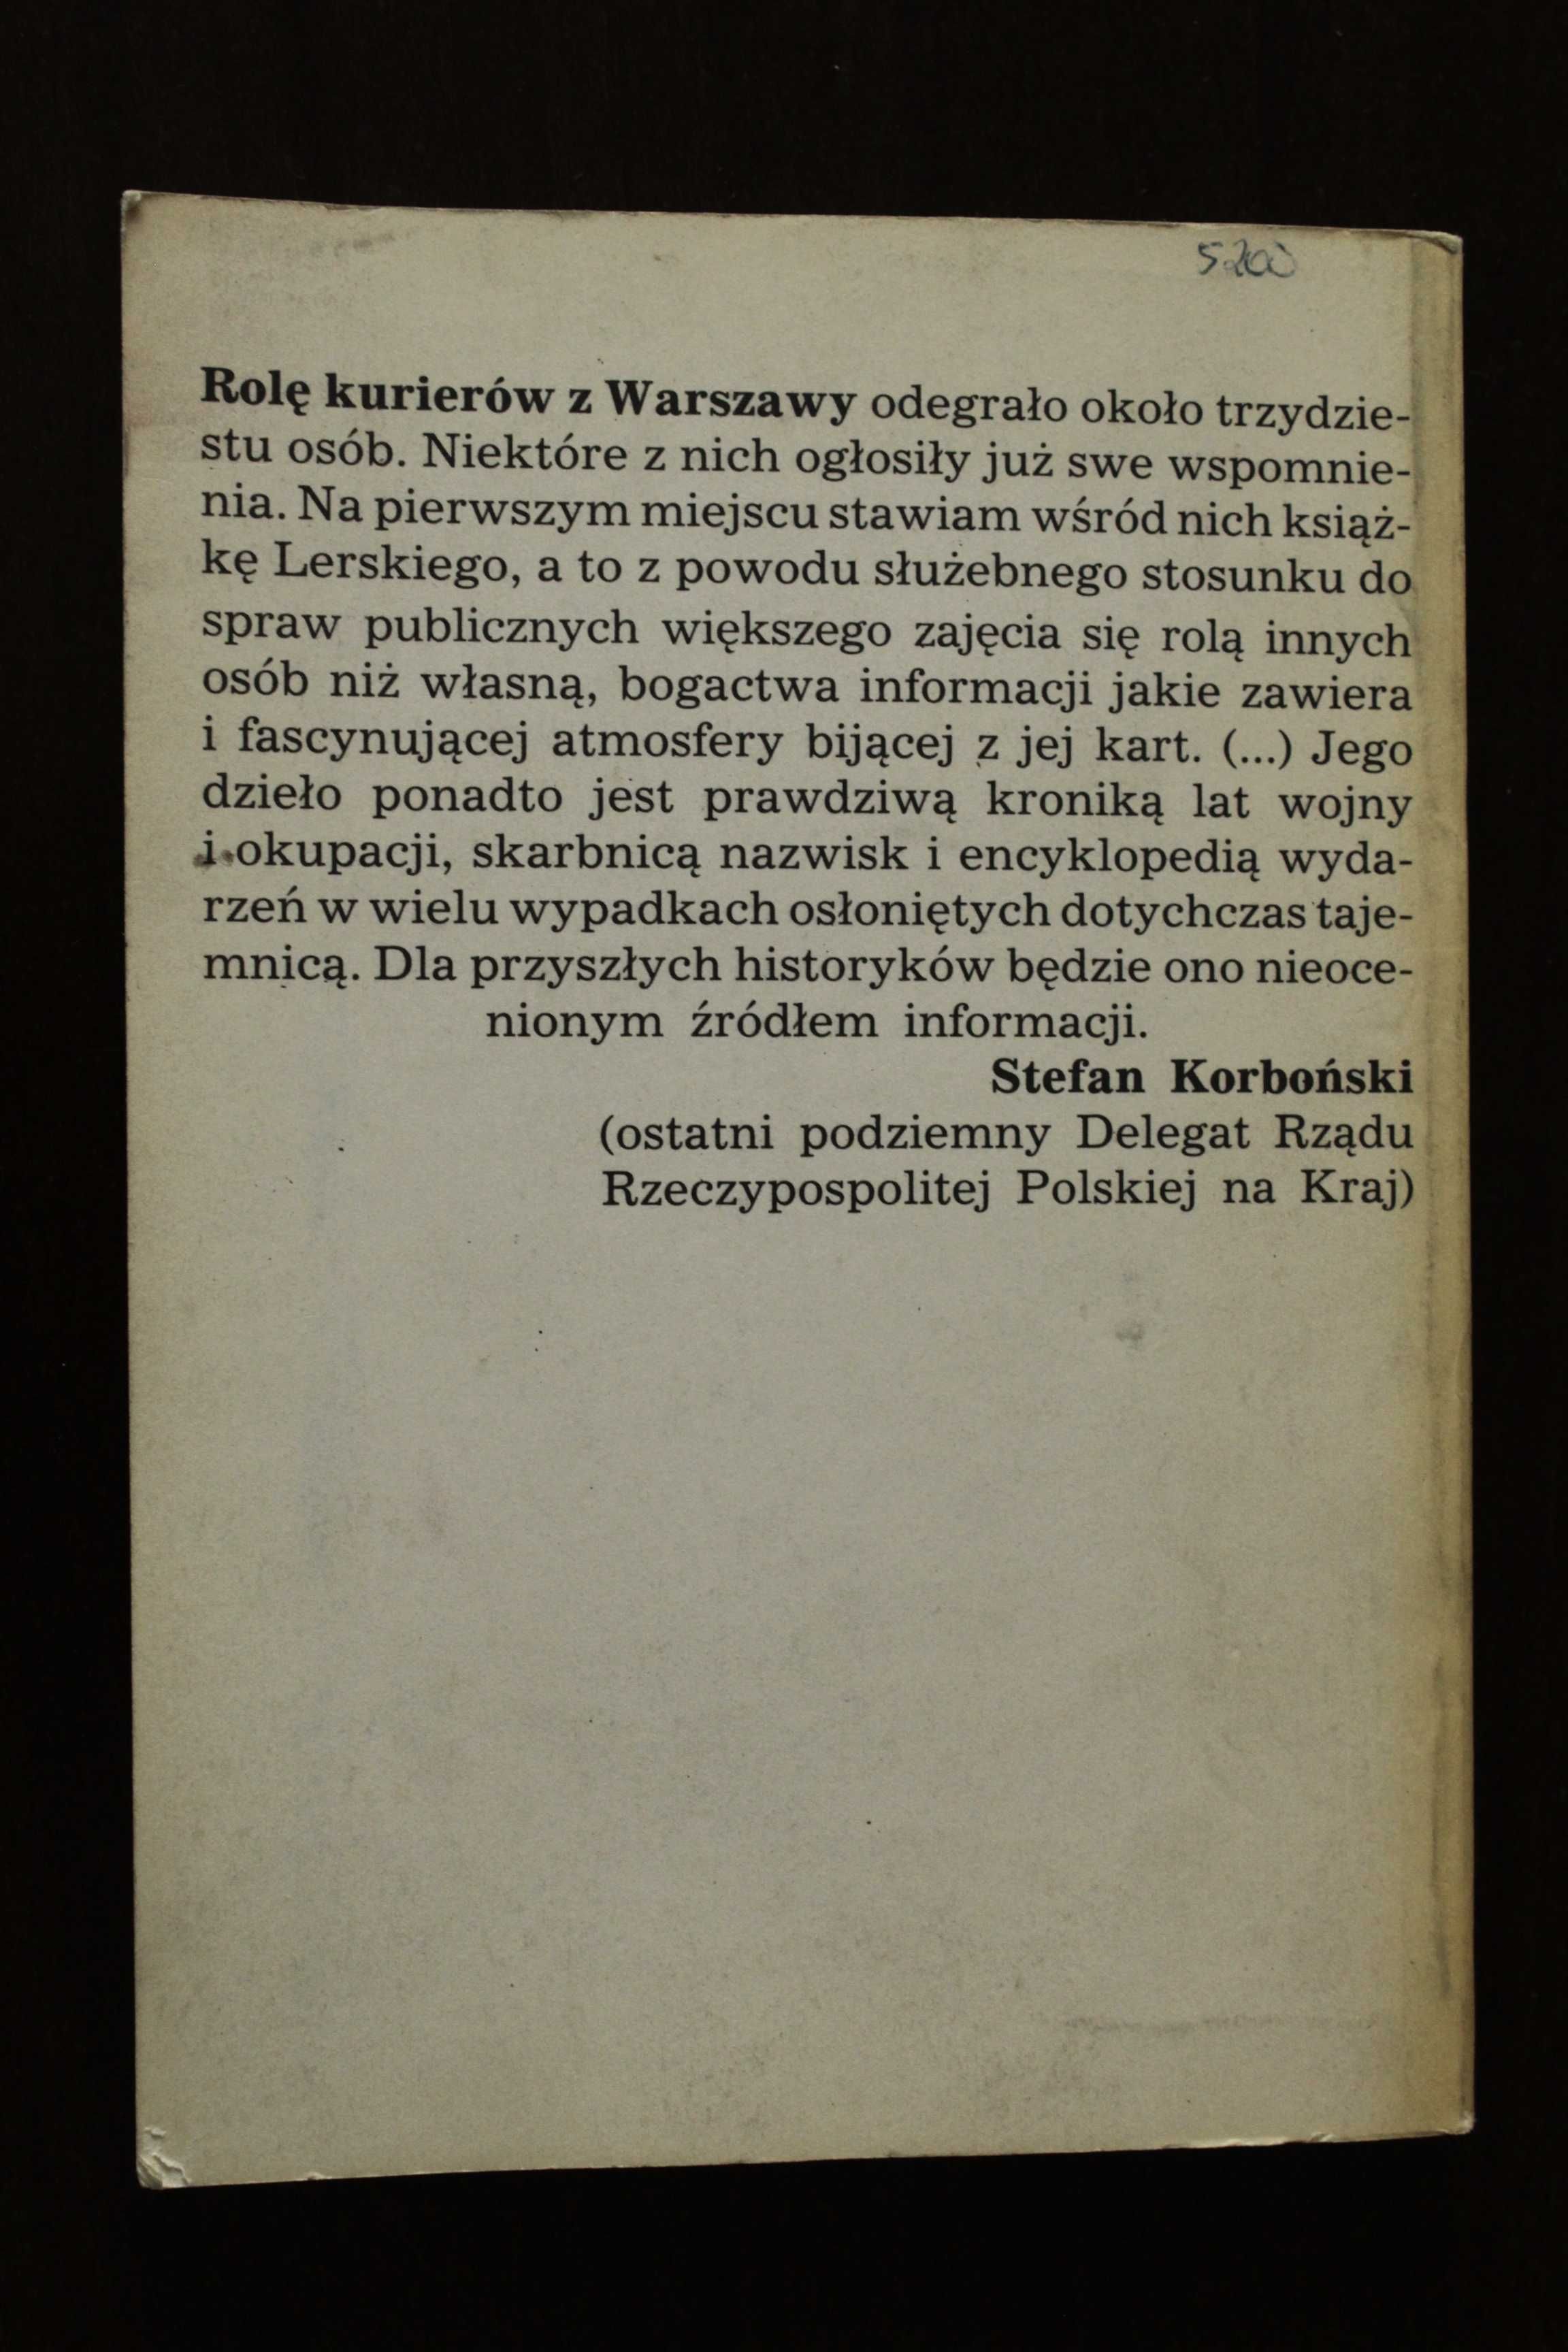 5200
Rolę kurierów z Warszawy odegrało około trzydzie-
stu osób. Niektóre z nich ogłosiły już swe wspomnie-
nia. Na pierwszym miejscu stawiam wśród nich książ-
kę Lerskiego, a to z powodu służebnego stosunku do
spraw publicznych większego zajęcia się rolą innych
osób niż własną, bogactwa informacji jakie zawiera
i fascynującej atmosfery bijącej z jej kart. (...) Jego
dzieło ponadto jest prawdziwą kroniką lat wojny
i okupacji, skarbnicą nazwisk i encyklopedią wyda-
rzeń w wielu wypadkach osłoniętych dotychczas taje-
mnicą. Dla przyszłych historyków będzie ono nieoce-
nionym źródłem informacji.
Stefan Korboński
(ostatni podziemny Delegat Rządu
Rzeczypospolitej Polskiej na Kraj)